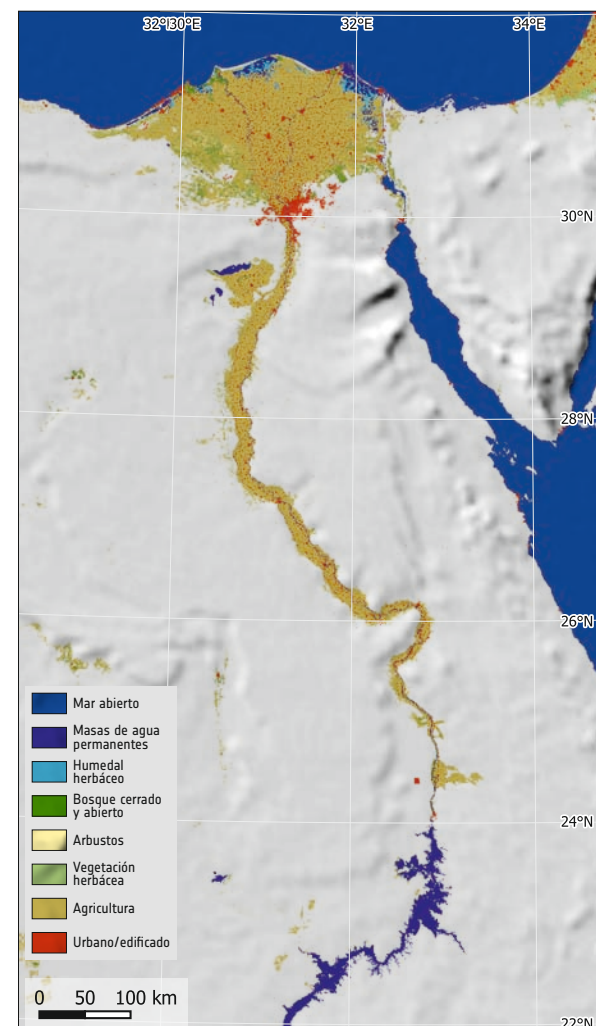 32°30°E 32°E 34°E
30°N
28°N
26°N
24°N
22°N
Mar abierto
Masas de agua
permanentes
Humedal
herbáceo
Bosque cerrado
y abierto
Arbustos
Vegetación
herbácea
Agricultura
Urbano/edificado
0 50 100 km